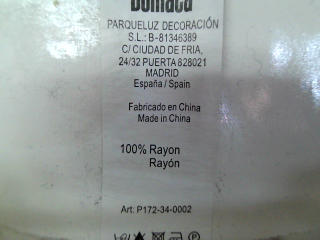 PARQUELUZ DECORACIÓN
S.L.: B-81346389
C/ CIUDAD DE FRIA,
24/32 PUERTA 828021
MADRID
España / Spain
Fabricado en China
Made in China
100% Rayon
Rayón
Art: P172-34-0002